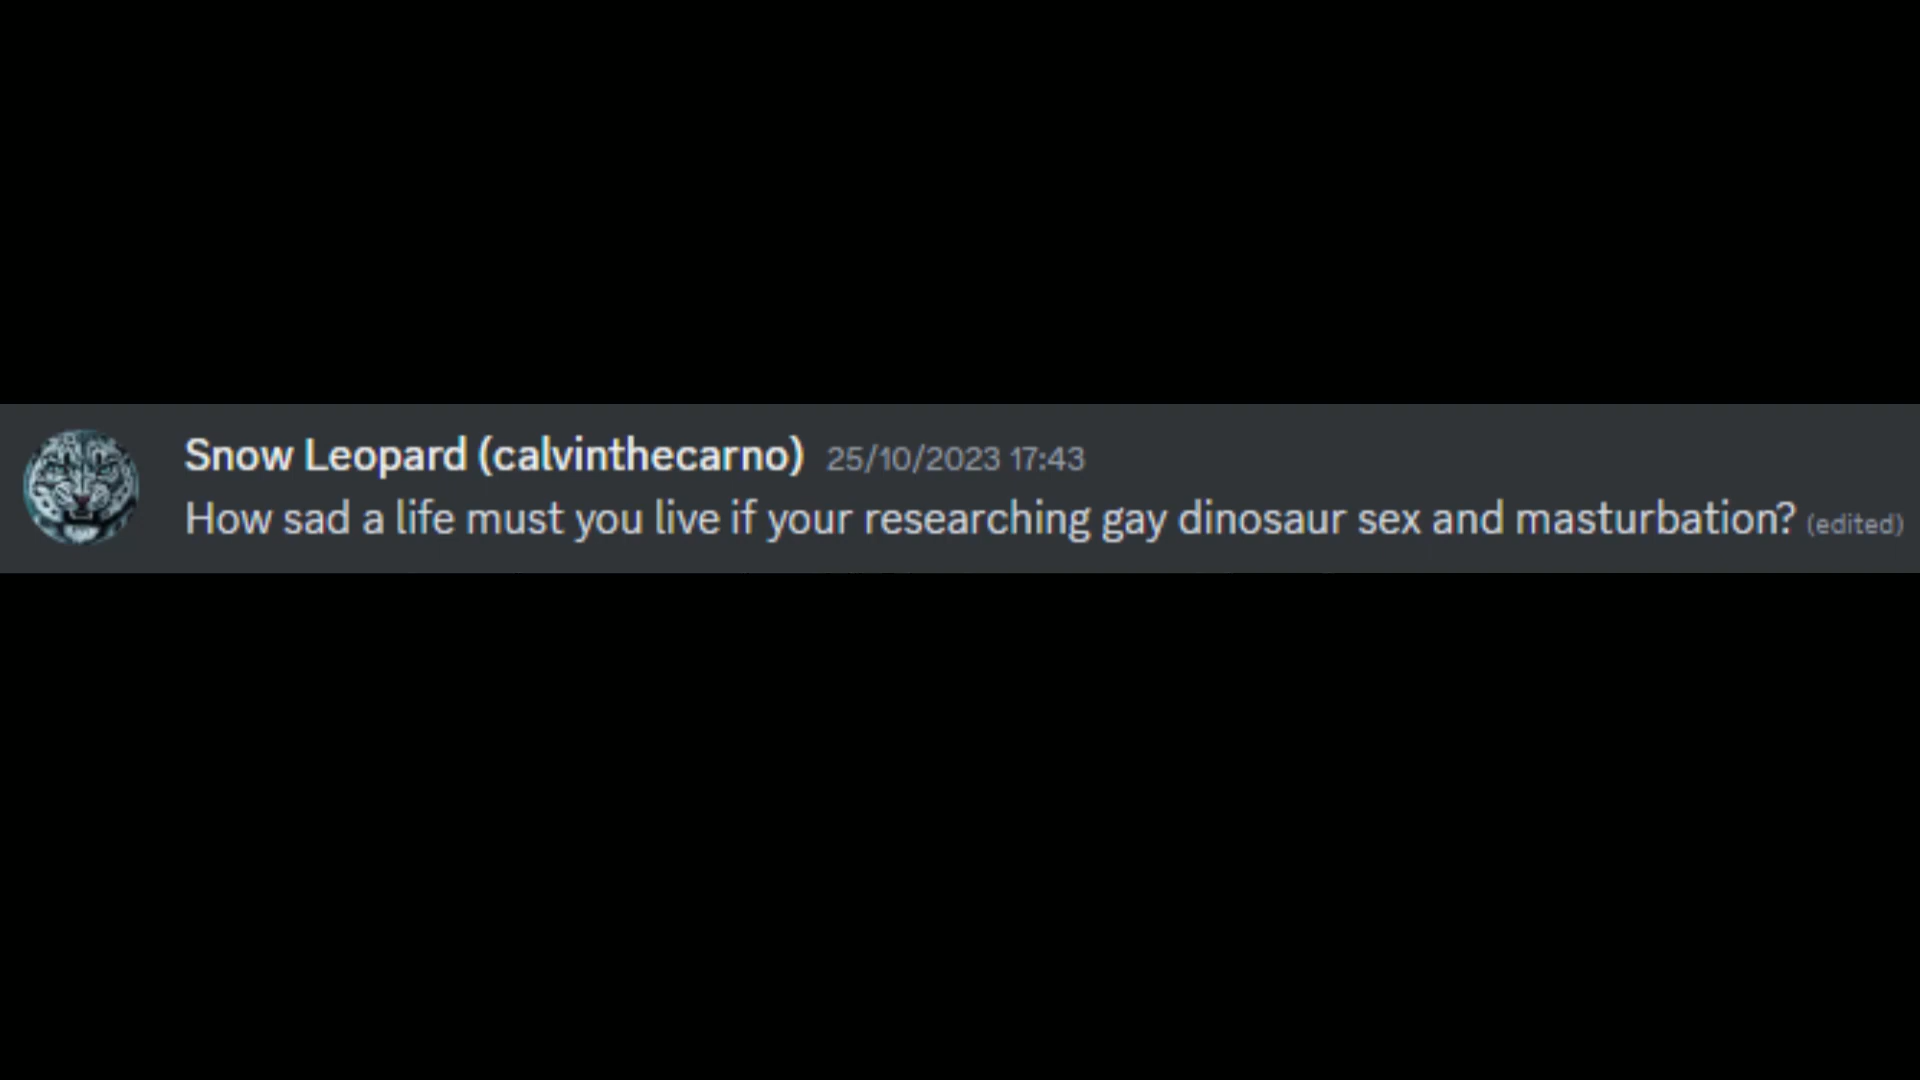 Snow Leopard (calvinthecarno) 25/10/2023 17:43
How sad a life must you live if your researching gay dinosaur sex and masturbation? (edited)